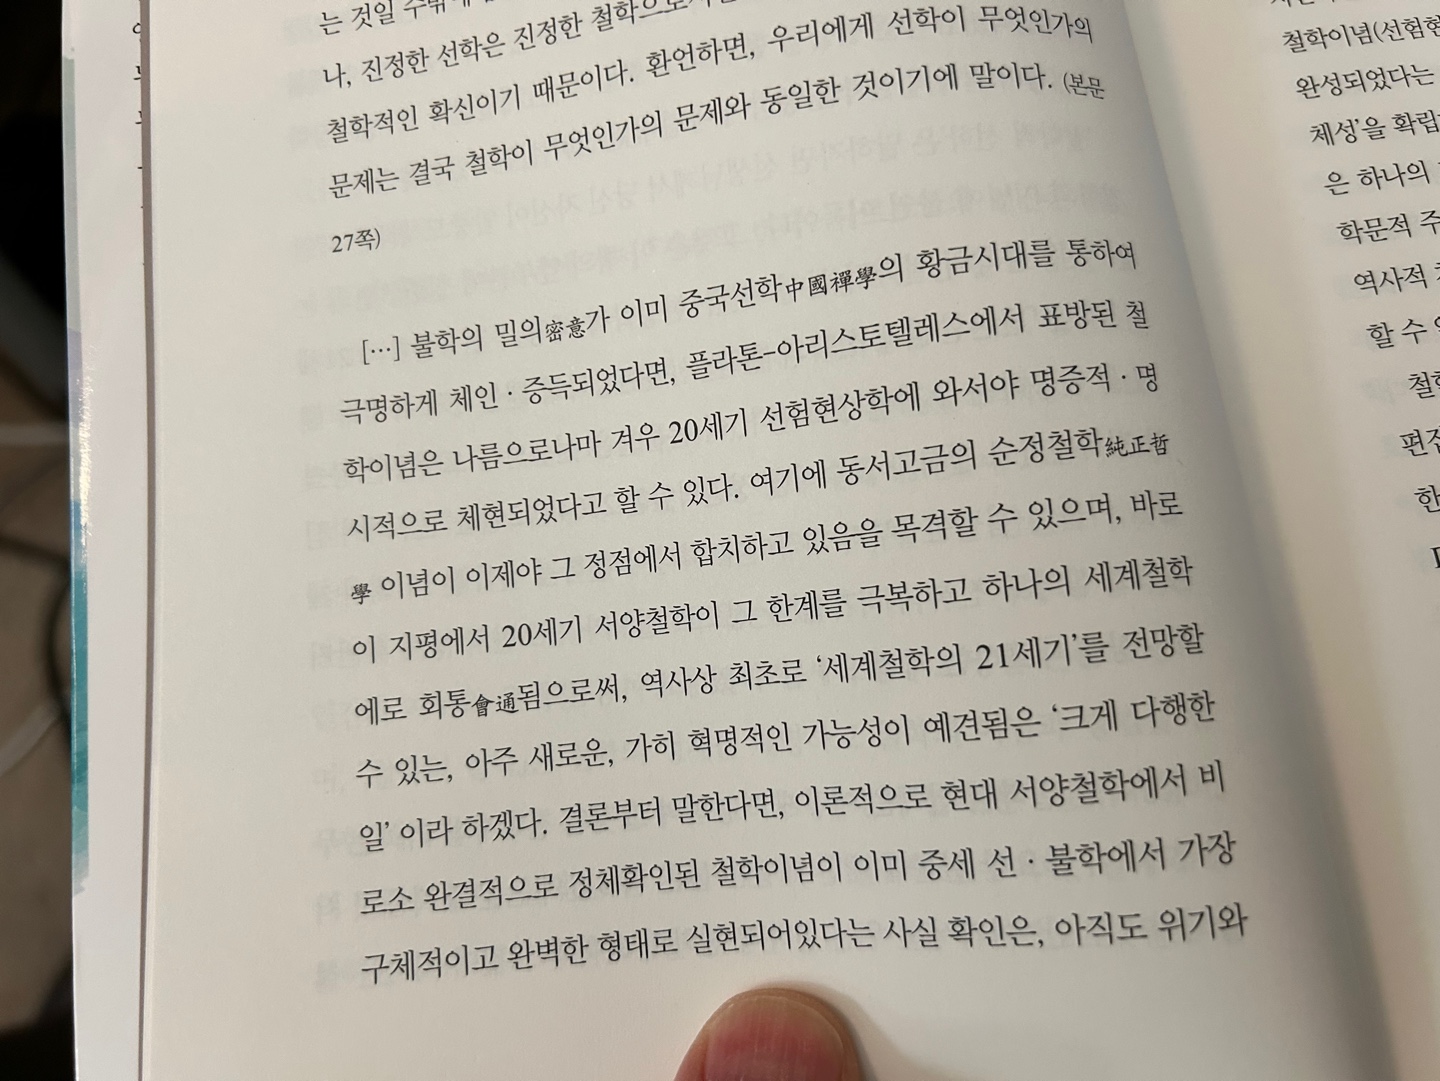 는 것일 수밖에
나, 진정한 선학은 진정한 철학으로서
철학적인 확신이기 때문이다. 환언하면, 우리에게 선학이 무엇인가의
문제는 결국 철학이 무엇인가의 문제와 동일한 것이기에 말이다. (본문
27쪽)
[…] 불학의 밀의密意가 이미 중국선학中國禪學의 황금시대를 통하여
극명하게 체인·증득되었다면, 플라톤-아리스토텔레스에서 표방된 철
학이념은 나름으로나마 겨우 20세기 선험현상학에 와서야 명증적·명
시적으로 체현되었다고 할 수 있다. 여기에 동서고금의 순정철학純正哲
學 이념이 이제야 그 정점에서 합치하고 있음을 목격할 수 있으며, 바로
이 지평에서 20세기 서양철학이 그 한계를 극복하고 하나의 세계철학
에로 회통會通됨으로써, 역사상 최초로 ‘세계철학의 21세기’를 전망할
수 있는, 아주 새로운, 가히 혁명적인 가능성이 예견됨은 ‘크게 다행한
일’ 이라 하겠다. 결론부터 말한다면, 이론적으로 현대 서양철학에서 비
로소 완결적으로 정체확인된 철학이념이 이미 중세 선·불학에서 가장
구체적이고 완벽한 형태로 실현되어있다는 사실 확인은, 아직도 위기와
철학이념(선험현
완성되었다는
체성’을 확립
은 하나의
학문적 주
역사적
할 수
철학
편집
한